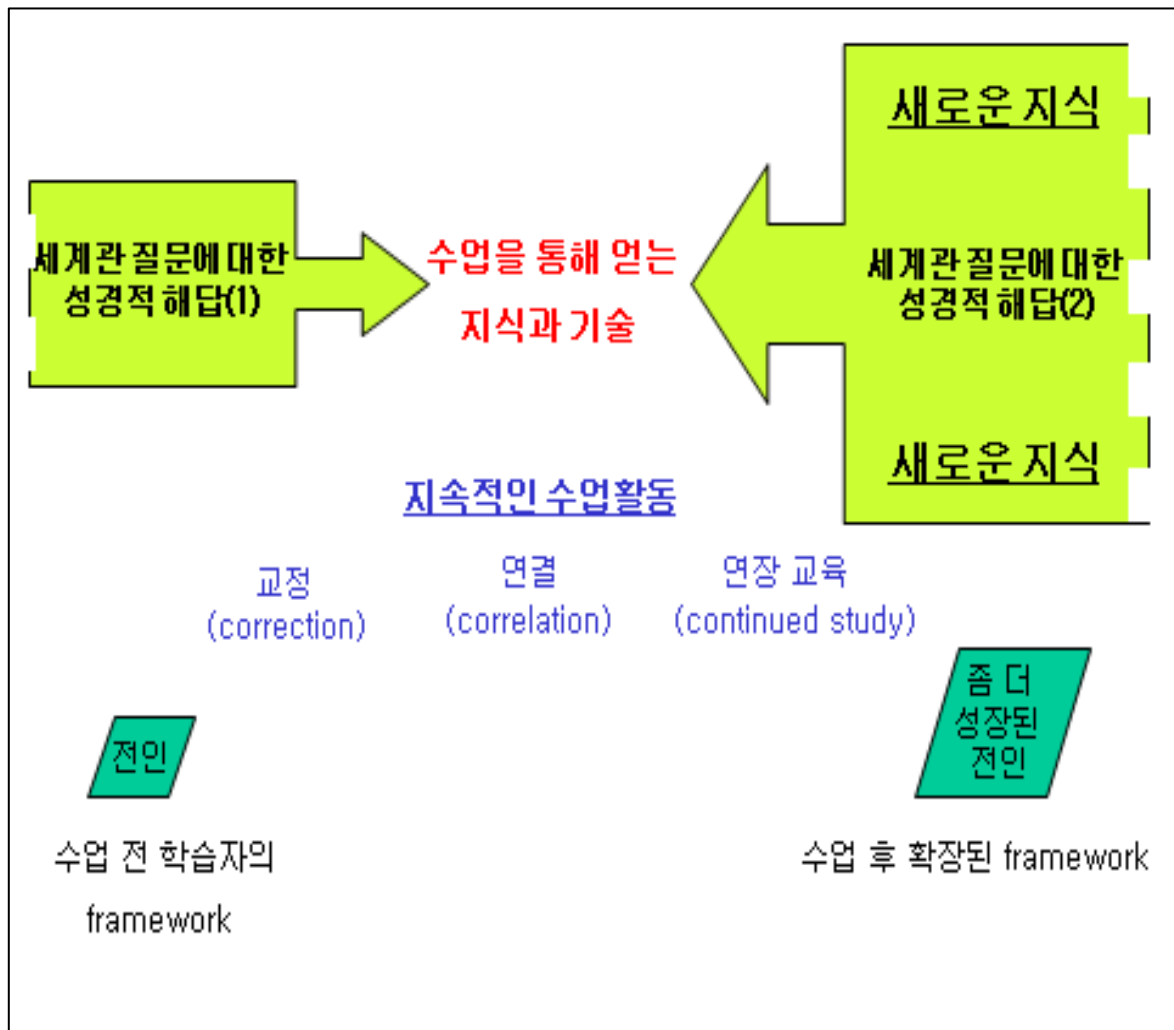 새로운 지식
세계관 질문에 대한
성경적 해답(1)
수업을 통해 얻는
지식과 기술
세계관 질문에 대한
성경적 해답(2)
새로운 지식
지속적인 수업활동
교정
(correction)
연결
(correlation)
연장 교육
(continued study)
전인
좀 더
성장된
전인
수업 전 학습자의
framework
수업 후 확장된 framework